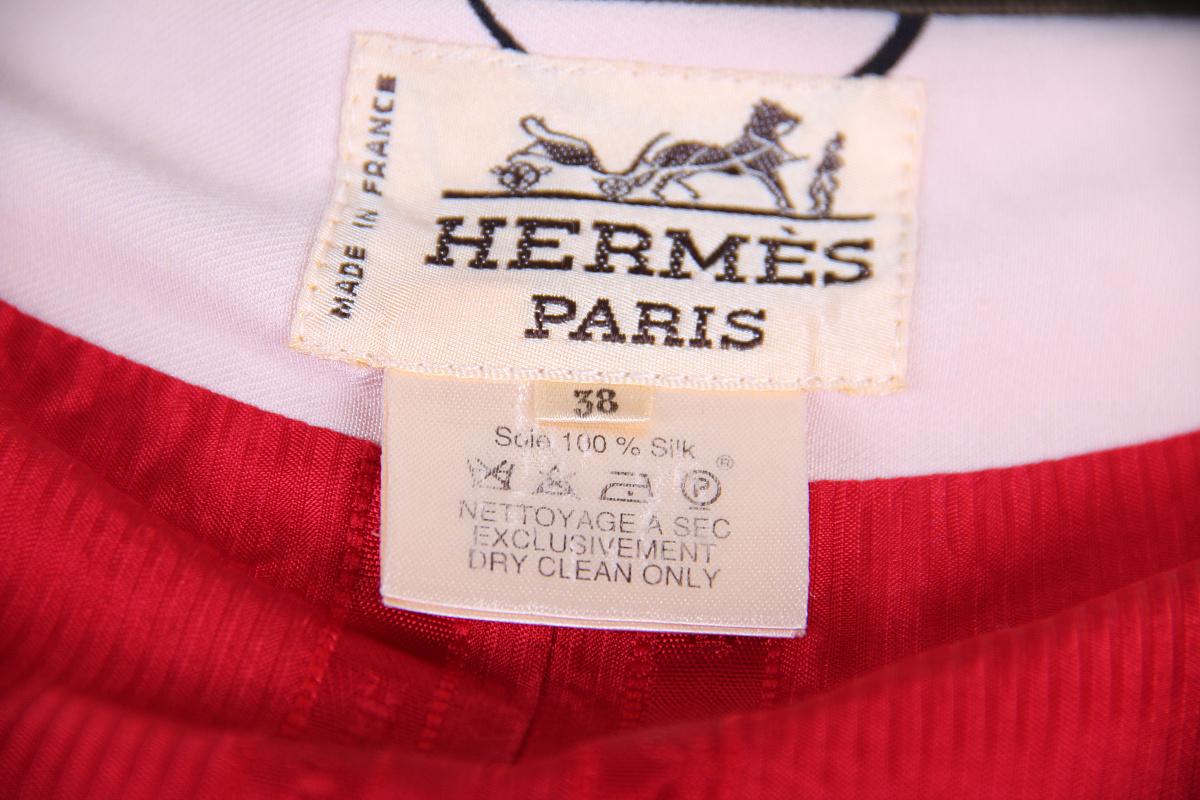 MADE IN FRANCE
HERMÈS
PARIS
38
Soie 100 % Silk
P ®
NETTOYAGE A SEC
EXCLUSIVEMENT
DRY CLEAN ONLY